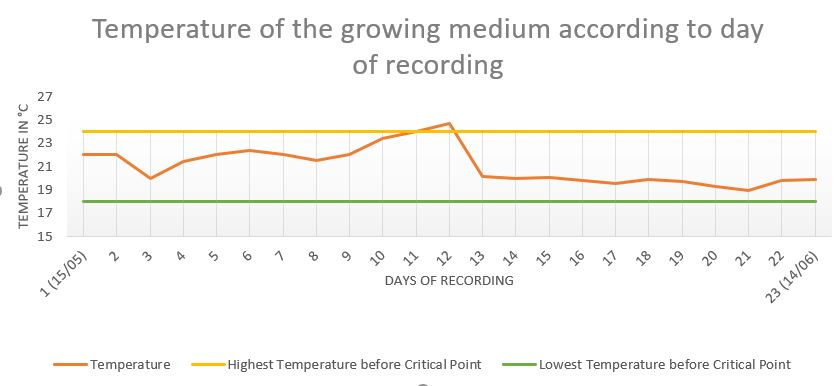 Temperature of the growing medium according to day
of recording
27
25
23
21
19
17
15
TEMPERATURE IN °C
1 (15/05) 2 3 4 5 6 7 8 9 10 11 12 13 14 15 16 17 18 19 20 21 22 23 (14/06)
DAYS OF RECORDING
Temperature Highest Temperature before Critical Point Lowest Temperature before Critical Point